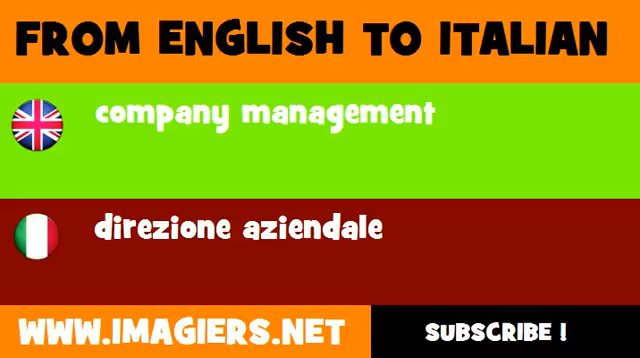 FROM ENGLISH TO ITALIAN
company management
direzione aziendale
WWW.IMAGIERS.NET
SUBSCRIBE !